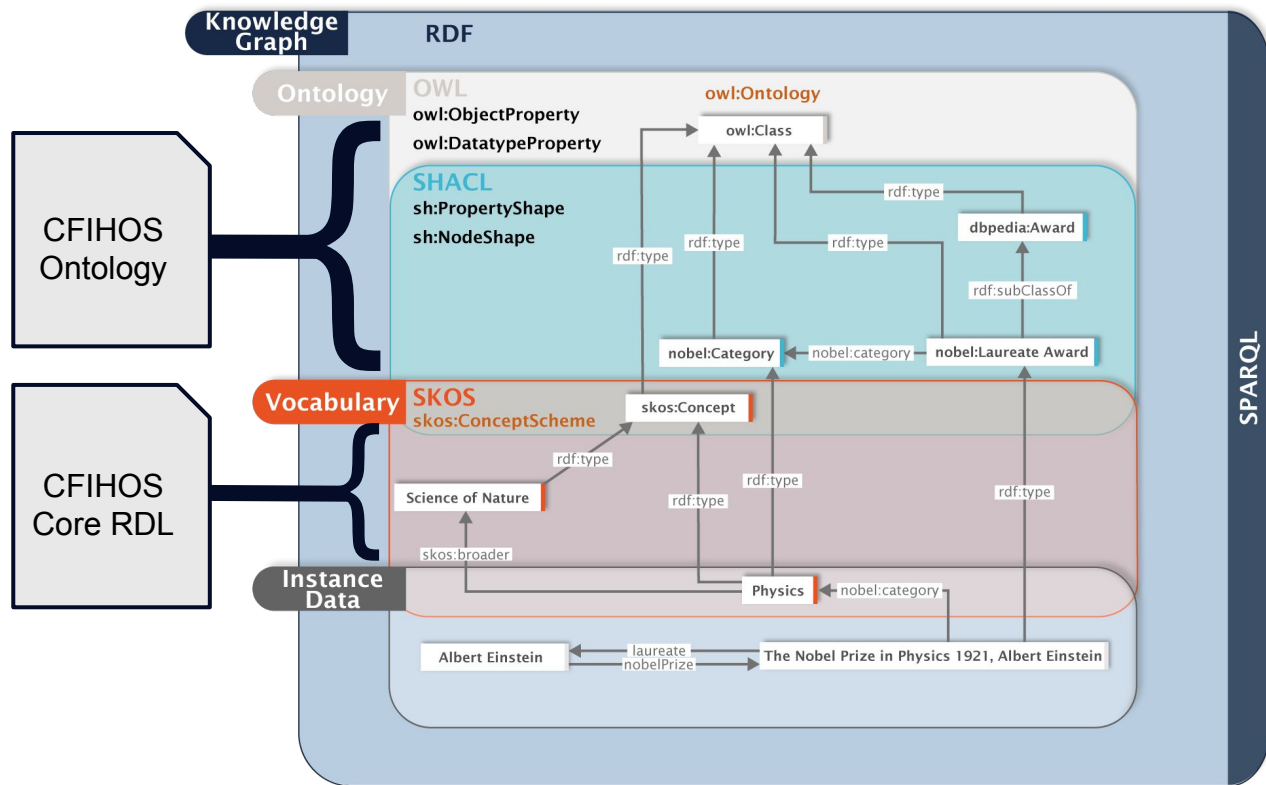 Knowledge
Graph
RDF
Ontology
OWL
owl:ObjectProperty
owl:DatatypeProperty
owl:Ontology
owl:Class
SHACL
sh:PropertyShape
sh:NodeShape
rdf:type
dbpedia:Award
rdf:type
rdf:type
rdf:type
rdf:subClassOf
nobel:Category
nobel:category
nobel:Laureate Award
CFIHOS
Ontology
SPARQL
Vocabulary
SKOS
skos:ConceptScheme
skos:Concept
rdf:type
rdf:type
rdf:type
rdf:type
Science of Nature
skos:broader
CFIHOS
Core RDL
Instance
Data
Physics
nobel:category
Albert Einstein
laureate
nobelPrize
The Nobel Prize in Physics 1921, Albert Einstein